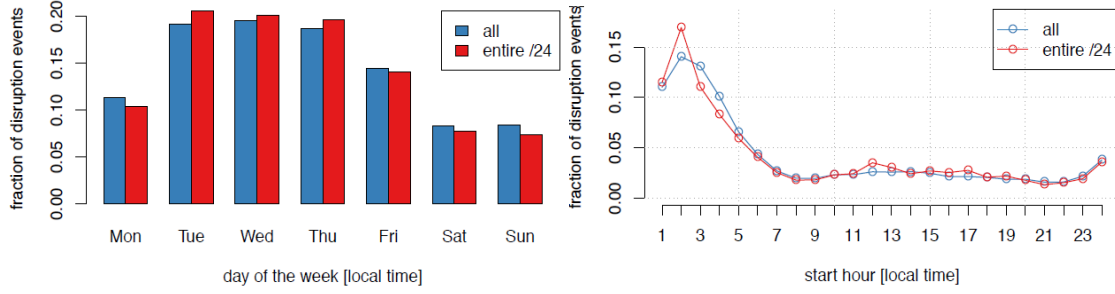 fraction of disruption events
0.00 0.05 0.10 0.15 0.20
all
entire /24
Mon Tue Wed Thu Fri Sat Sun
day of the week [local time]
fraction of disruption events
0.00 0.05 0.10 0.15
all
entire /24
1 3 5 7 9 11 13 15 17 19 21 23
start hour [local time]